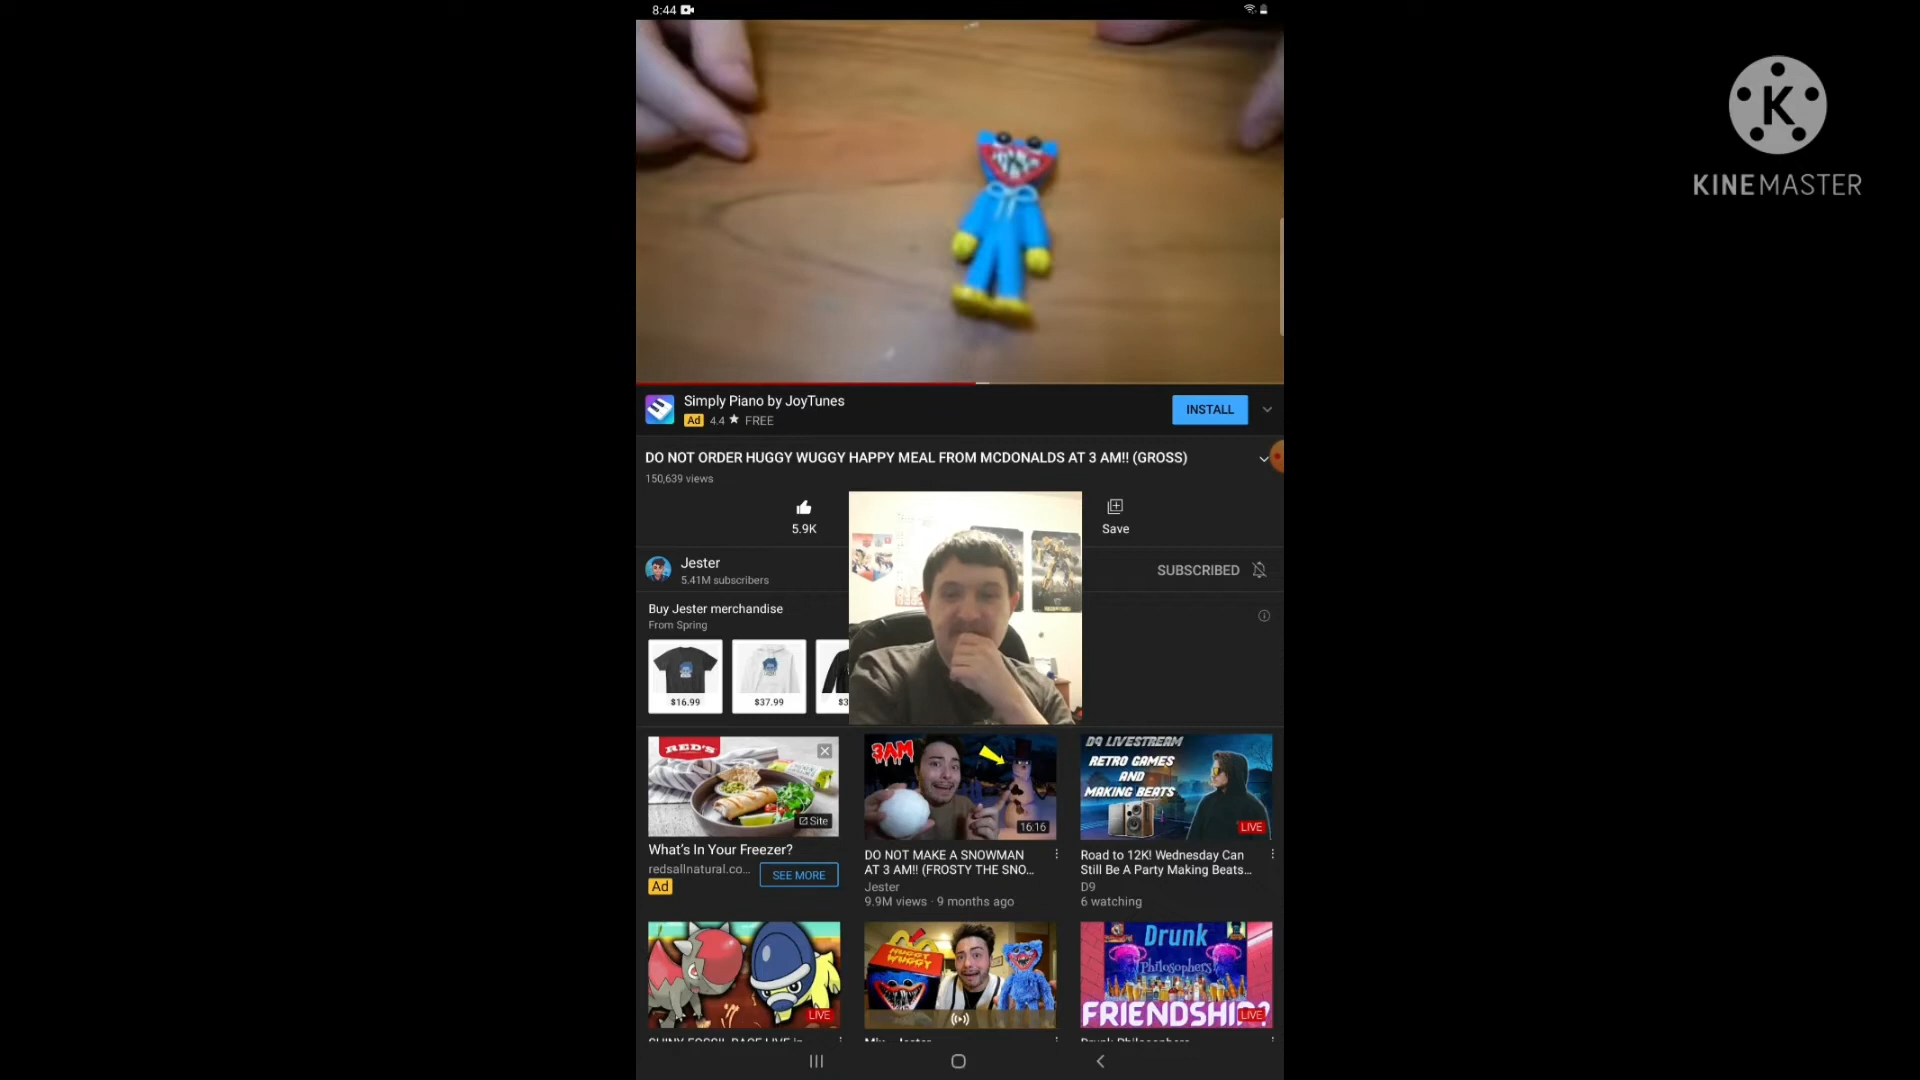 8:44
K
KINEMASTER
Simply Piano by JoyTunes
INSTALL
Ad 4.4 ★ FREE
DO NOT ORDER HUGGY WUGGY HAPPY MEAL FROM MCDONALDS AT 3 AM!! (GROSS)
150,639 views
5.9K
Save
Jester
5.41M subscribers
SUBSCRIBED
Buy Jester merchandise
From Spring
$16.99
$37.99
$3
RED'S
Site
What's In Your Freezer?
redsallnatural.co...
Ad
SEE MORE
3AM
16:16
DO NOT MAKE A SNOWMAN
AT 3 AM!! (FROSTY THE SNO...
Jester
9.9M views · 9 months ago
D9 LIVESTREAM
RETRO GAMES
AND
MAKING BEATS
LIVE
Road to 12K! Wednesday Can
Still Be A Party Making Beats...
D9
6 watching
LIVE
HUGGY
WUGGY
Drunk
Philosophers
FRIENDSHIP?
LIVE